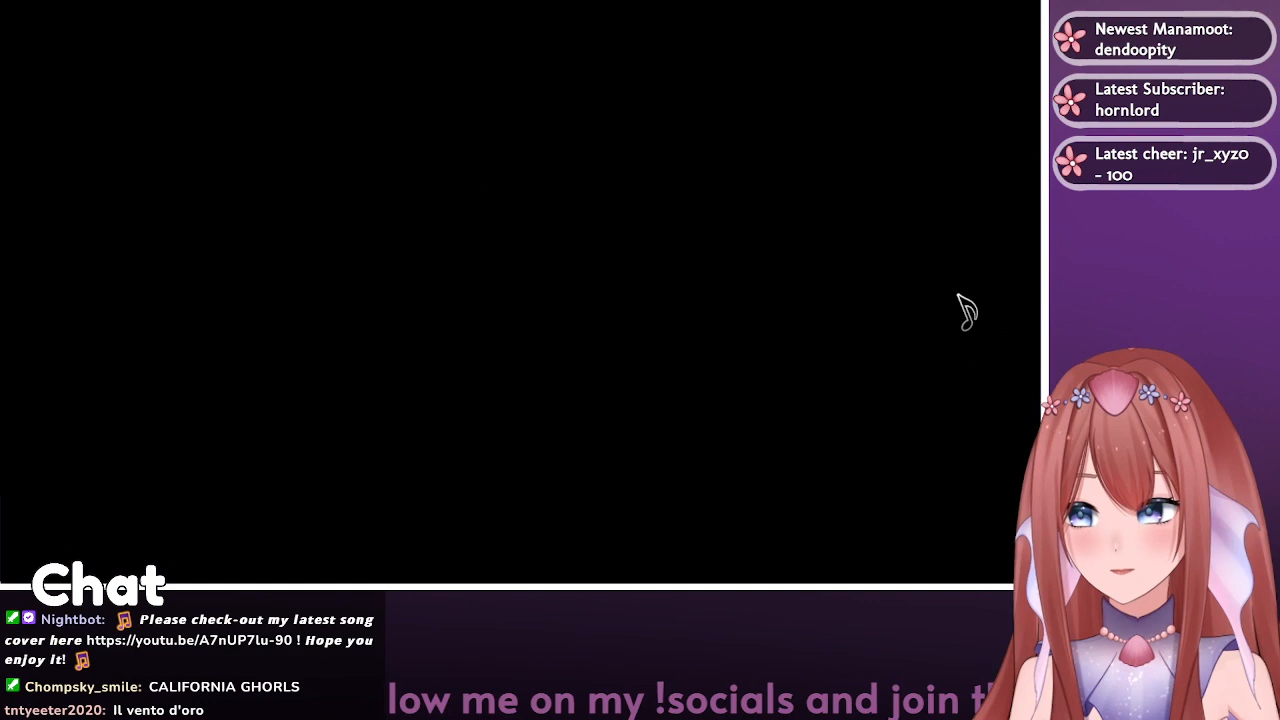 Newest Manamoot:
dendoopity
Latest Subscriber:
hornlord
Latest cheer: jr_xyz0
- 100
Chat
Nightbot: Please check-out my latest song
cover here https://youtu.be/A7nUP7lu-90 ! Hope you
enjoy it!
Chompsky_smile: CALIFORNIA GHORLS
tntyeeter2020: Il vento d'oro
low me on my !socials and join t